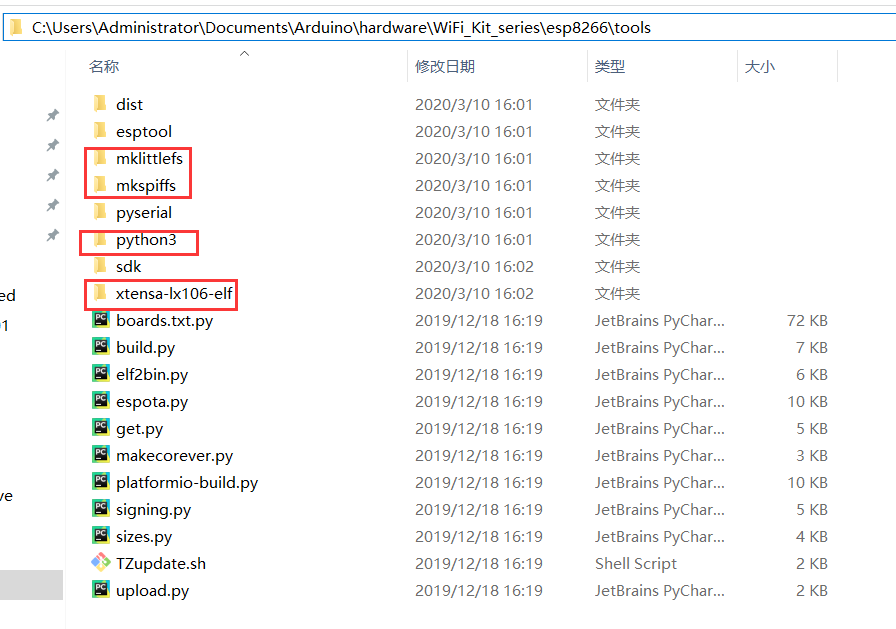 C:\Users\Administrator\Documents\Arduino\hardware\WiFi_Kit_series\esp8266\tools
名称 修改日期 类型 大小
dist 2020/3/10 16:01 文件夹
esptool 2020/3/10 16:01 文件夹
mklittlefs 2020/3/10 16:01 文件夹
mkspiffs 2020/3/10 16:01 文件夹
pyserial 2020/3/10 16:01 文件夹
python3 2020/3/10 16:01 文件夹
sdk 2020/3/10 16:02 文件夹
ed xtensa-lx106-elf 2020/3/10 16:02 文件夹
1 boards.txt.py 2019/12/18 16:19 JetBrains PyChar... 72 KB
build.py 2019/12/18 16:19 JetBrains PyChar... 7 KB
elf2bin.py 2019/12/18 16:19 JetBrains PyChar... 6 KB
espota.py 2019/12/18 16:19 JetBrains PyChar... 10 KB
get.py 2019/12/18 16:19 JetBrains PyChar... 5 KB
makecorever.py 2019/12/18 16:19 JetBrains PyChar... 3 KB
platformio-build.py 2019/12/18 16:19 JetBrains PyChar... 10 KB
ve signing.py 2019/12/18 16:19 JetBrains PyChar... 5 KB
sizes.py 2019/12/18 16:19 JetBrains PyChar... 4 KB
TZupdate.sh 2019/12/18 16:19 Shell Script 2 KB
upload.py 2019/12/18 16:19 JetBrains PyChar... 2 KB